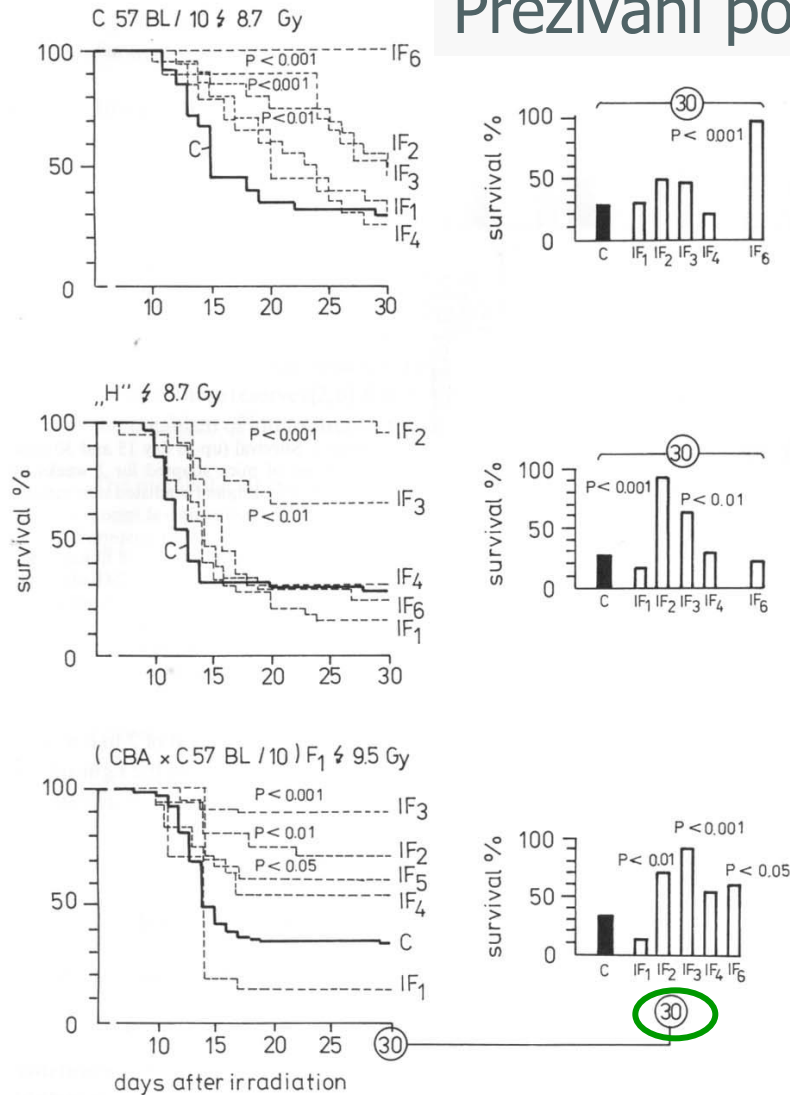 Přežívání po
C 57 BL / 10 ↯ 8.7 Gy
100
50
0
10 15 20 25 30
P < 0.001
P < 0.001
P < 0.01
C
IF6
IF2
IF3
IF1
IF4
survival %
100
50
0
30
P < 0.001
C IF1 IF2 IF3 IF4 IF6
„H“ ↯ 8.7 Gy
survival %
100
50
0
10 15 20 25 30
P < 0.001
P < 0.01
C
IF2
IF3
IF4
IF6
IF1
survival %
100
50
0
30
P < 0.001
P < 0.01
C IF1 IF2 IF3 IF4 IF6
( CBA × C 57 BL / 10 ) F1 ↯ 9.5 Gy
100
50
0
10 15 20 25 30
P < 0.001
P < 0.01
P < 0.05
IF3
IF2
IF5
IF4
C
IF1
days after irradiation
survival %
100
50
0
P < 0.001
P < 0.01
P < 0.05
C IF1 IF2 IF3 IF4 IF6
30